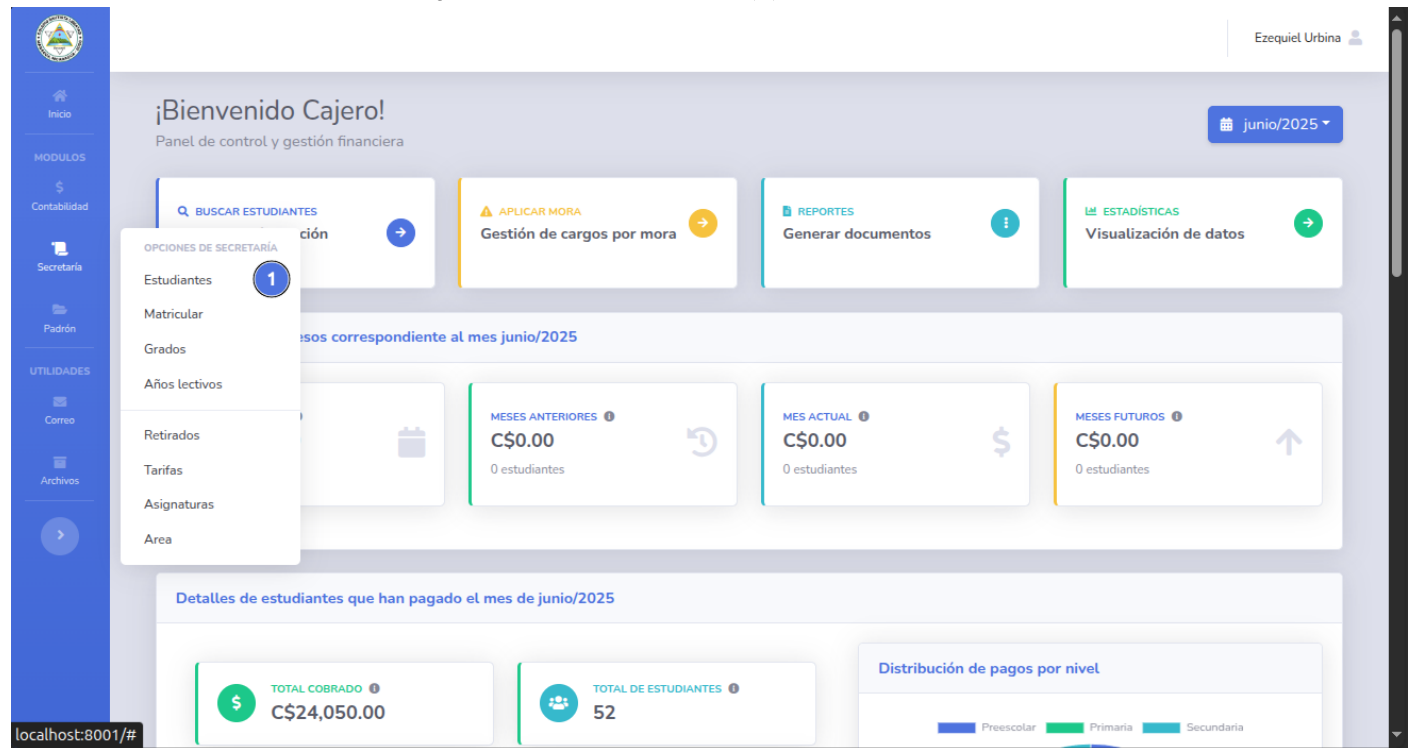 Ezequiel Urbina
Inicio
MODULOS
Contabilidad
Secretaría
Padrón
UTILIDADES
Correo
Archivos
¡Bienvenido Cajero!
Panel de control y gestión financiera
junio/2025
BUSCAR ESTUDIANTES
ción
APLICAR MORA
Gestión de cargos por mora
REPORTES
Generar documentos
ESTADÍSTICAS
Visualización de datos
OPCIONES DE SECRETARÍA
Estudiantes
1
Matricular
Grados
Años lectivos
Retirados
Tarifas
Asignaturas
Area
esos correspondiente al mes junio/2025
MESES ANTERIORES
C$0.00
0 estudiantes
MES ACTUAL
C$0.00
0 estudiantes
MESES FUTUROS
C$0.00
0 estudiantes
Detalles de estudiantes que han pagado el mes de junio/2025
TOTAL COBRADO
C$24,050.00
TOTAL DE ESTUDIANTES
52
Distribución de pagos por nivel
Preescolar Primaria Secundaria
localhost:8001/#